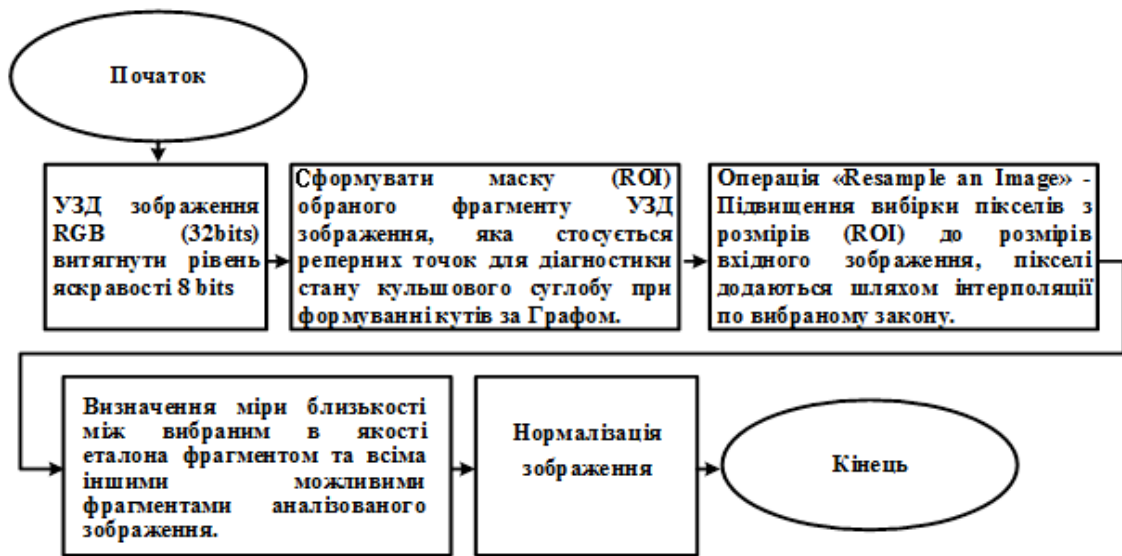 Початок
УЗД зображення
RGB (32bits)
витягнути рівень
яскравості 8 bits
Сформувати маску (ROI)
обраного фрагменту УЗД
зображення, яка стосується
реперних точок для діагностики
стану кульшового суглобу при
формуванні кутів за Графом.
Операція «Resample an Image» -
Підвищення вибірки пікселів з
розмірів (ROI) до розмірів
вхідного зображення, пікселі
додаються шляхом інтерполяції
по вибраному закону.
Визначення міри близькості
між вибраним в якості
еталона фрагментом та всіма
іншими можливими
фрагментами аналізованого
зображення.
Нормалізація
зображення
Кінець